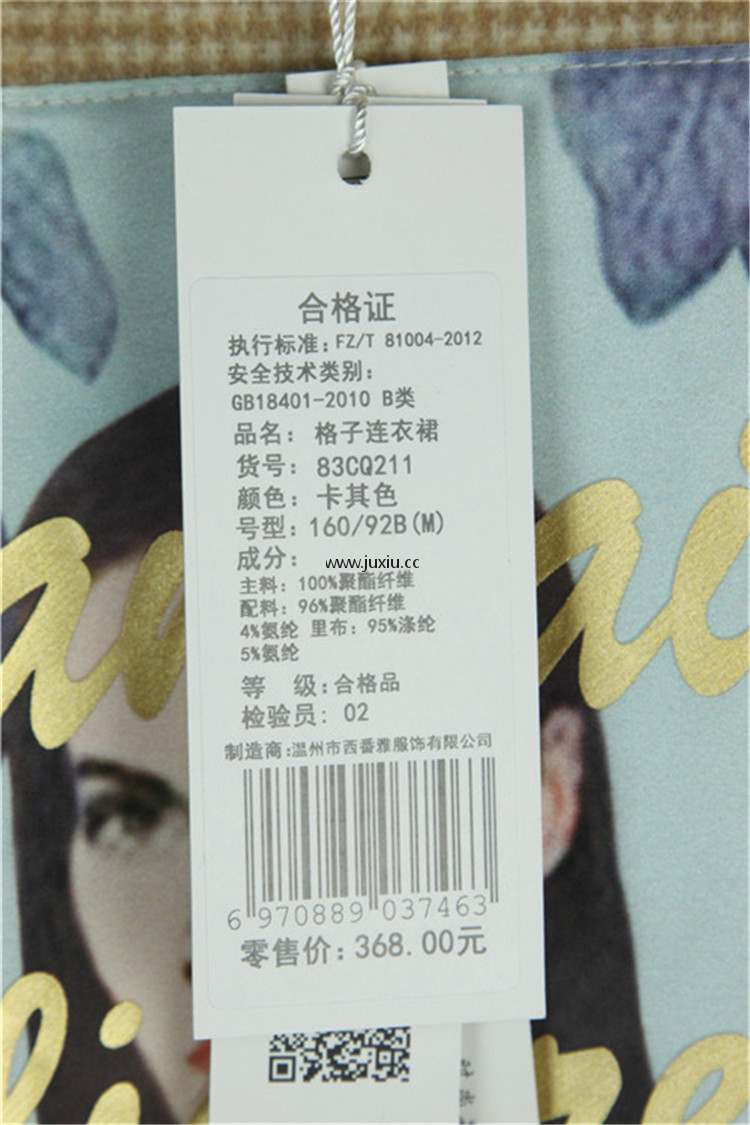 合格证
执行标准:FZ/T 81004-2012
安全技术类别:
GB18401-2010 B类
品名: 格子连衣裙
货号: 83CQ211
颜色: 卡其色
号型: 160/92B(M)
成分:
www.juxiu.cc
主料: 100%聚酯纤维
配料: 96%聚酯纤维
4%氨纶 里布: 95%涤纶
5%氨纶
等 级:合格品
检验员: 02
制造商:温州市西番雅服饰有限公司
6 970889 037463
零售价: 368.00元